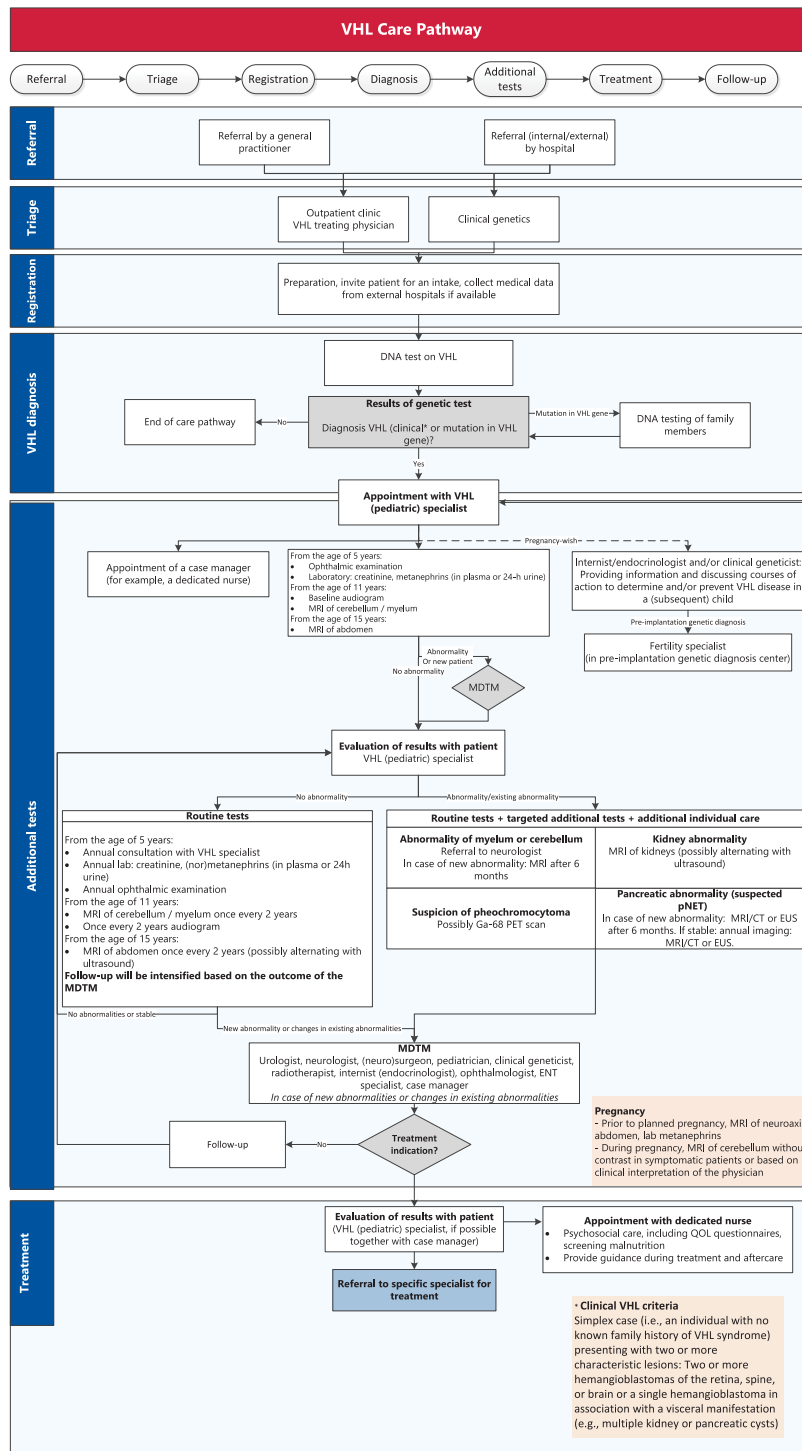 VHL Care Pathway
Referral
Triage
Registration
Diagnosis
Additional
tests
Treatment
Follow-up
Referral
Referral by a general
practitioner
Referral (internal/external)
by hospital
Triage
Outpatient clinic
VHL treating physician
Clinical genetics
Registration
Preparation, invite patient for an intake, collect medical data
from external hospitals if available
VHL diagnosis
DNA test on VHL
Results of genetic test
Diagnosis VHL (clinical* or mutation in VHL
gene)?
No
End of care pathway
Mutation in VHL gene
DNA testing of family
members
Yes
Additional tests
Appointment with VHL
(pediatric) specialist
Pregnancy-wish
Appointment of a case manager
(for example, a dedicated nurse)
From the age of 5 years:
• Ophthalmic examination
• Laboratory: creatinine, metanephrins (in plasma or 24-h urine)
From the age of 11 years:
• Baseline audiogram
• MRI of cerebellum / myelum
From the age of 15 years:
• MRI of abdomen
Internist/endocrinologist and/or clinical geneticist:
Providing information and discussing courses of
action to determine and/or prevent VHL disease in
a (subsequent) child
Pre-implantation genetic diagnosis
Fertility specialist
(in pre-implantation genetic diagnosis center)
Abnormality
Or new patient
No abnormality
MDTM
Evaluation of results with patient
VHL (pediatric) specialist
No abnormality
Abnormality/existing abnormality
Routine tests
From the age of 5 years:
• Annual consultation with VHL specialist
• Annual lab: creatinine, (nor)metanephrins (in plasma or 24h
urine)
• Annual ophthalmic examination
From the age of 11 years:
• MRI of cerebellum / myelum once every 2 years
• Once every 2 years audiogram
From the age of 15 years:
• MRI of abdomen once every 2 years (possibly alternating with
ultrasound)
Follow-up will be intensified based on the outcome of the
MDTM
Routine tests + targeted additional tests + additional individual care
Abnormality of myelum or cerebellum
Referral to neurologist
In case of new abnormality: MRI after 6
months
Kidney abnormality
MRI of kidneys (possibly alternating with
ultrasound)
Suspicion of pheochromocytoma
Possibly Ga-68 PET scan
Pancreatic abnormality (suspected
pNET)
In case of new abnormality: MRI/CT or EUS
after 6 months. If stable: annual imaging:
MRI/CT or EUS.
No abnormalities or stable
New abnormality or changes in existing abnormalities
MDTM
Urologist, neurologist, (neuro)surgeon, pediatrician, clinical geneticist,
radiotherapist, internist (endocrinologist), ophthalmologist, ENT
specialist, case manager
In case of new abnormalities or changes in existing abnormalities
Treatment
indication?
No
Follow-up
Pregnancy
- Prior to planned pregnancy, MRI of neuroaxi
abdomen, lab metanephrins
- During pregnancy, MRI of cerebellum withou
contrast in symptomatic patients or based on
clinical interpretation of the physician
Treatment
Evaluation of results with patient
(VHL (pediatric) specialist, if possible
together with case manager)
Appointment with dedicated nurse
• Psychosocial care, including QOL questionnaires,
screening malnutrition
• Provide guidance during treatment and aftercare
Referral to specific specialist for
treatment
* Clinical VHL criteria
Simplex case (i.e., an individual with no
known family history of VHL syndrome)
presenting with two or more
characteristic lesions: Two or more
hemangioblastomas of the retina, spine,
or brain or a single hemangioblastoma in
association with a visceral manifestation
(e.g., multiple kidney or pancreatic cysts)